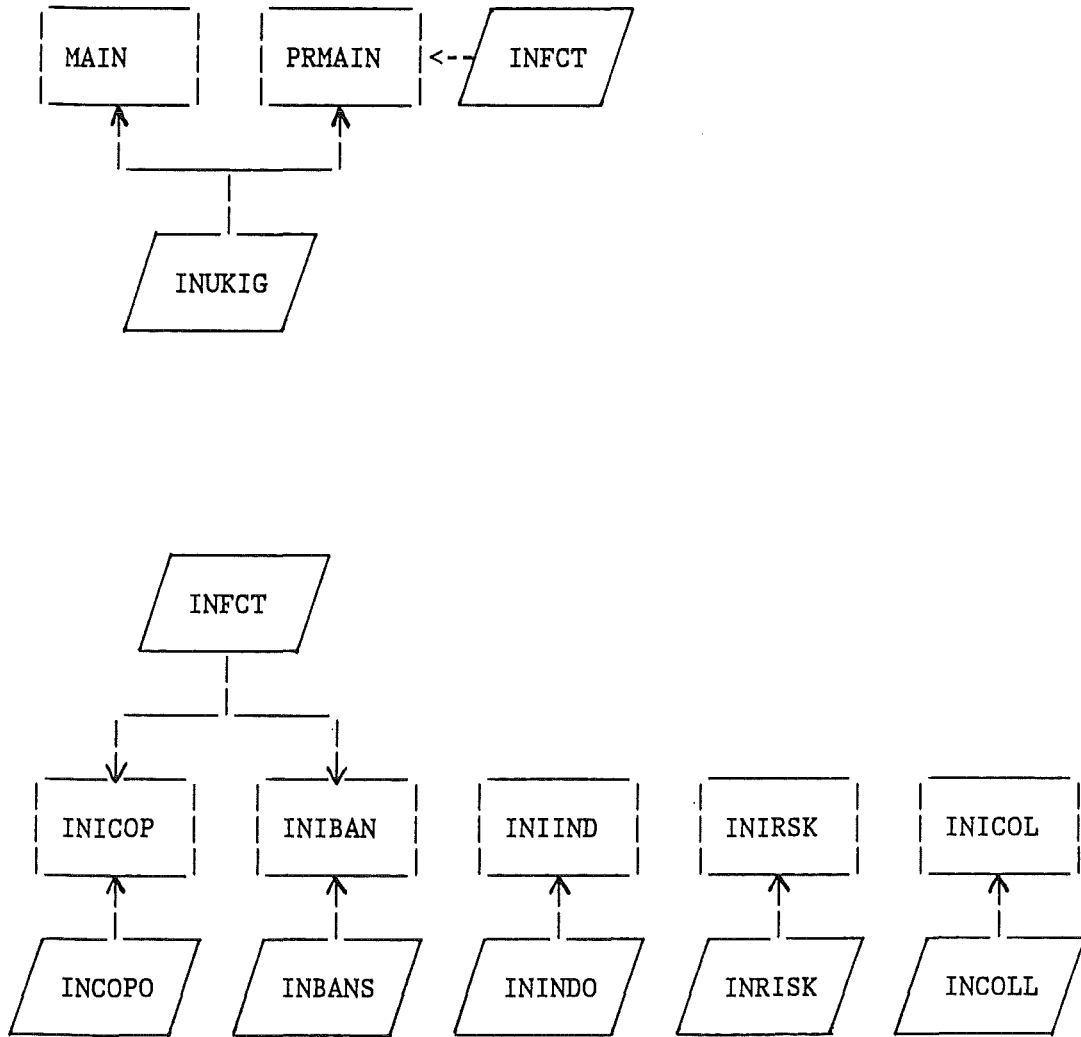 MAIN PRMAIN INFCT
INUKIG
INFCT
INICOP INIBAN INIIND INIRSK INICOL
INCOPO INBANS ININDO INRISK INCOLL